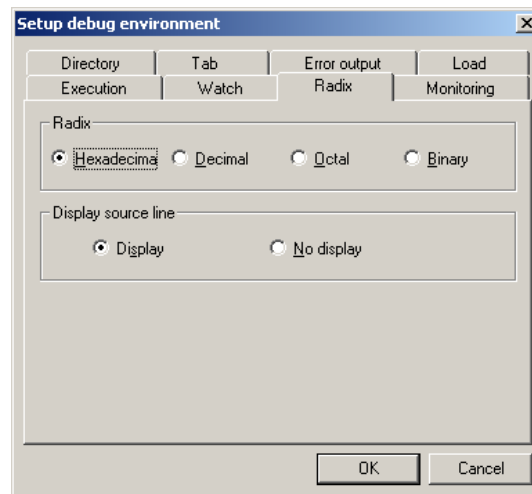 Setup debug environment
Directory Tab Error output Load
Execution Watch Radix Monitoring
Radix
Hexadecima Decimal Octal Binary
Display source line
Display No display
OK Cancel